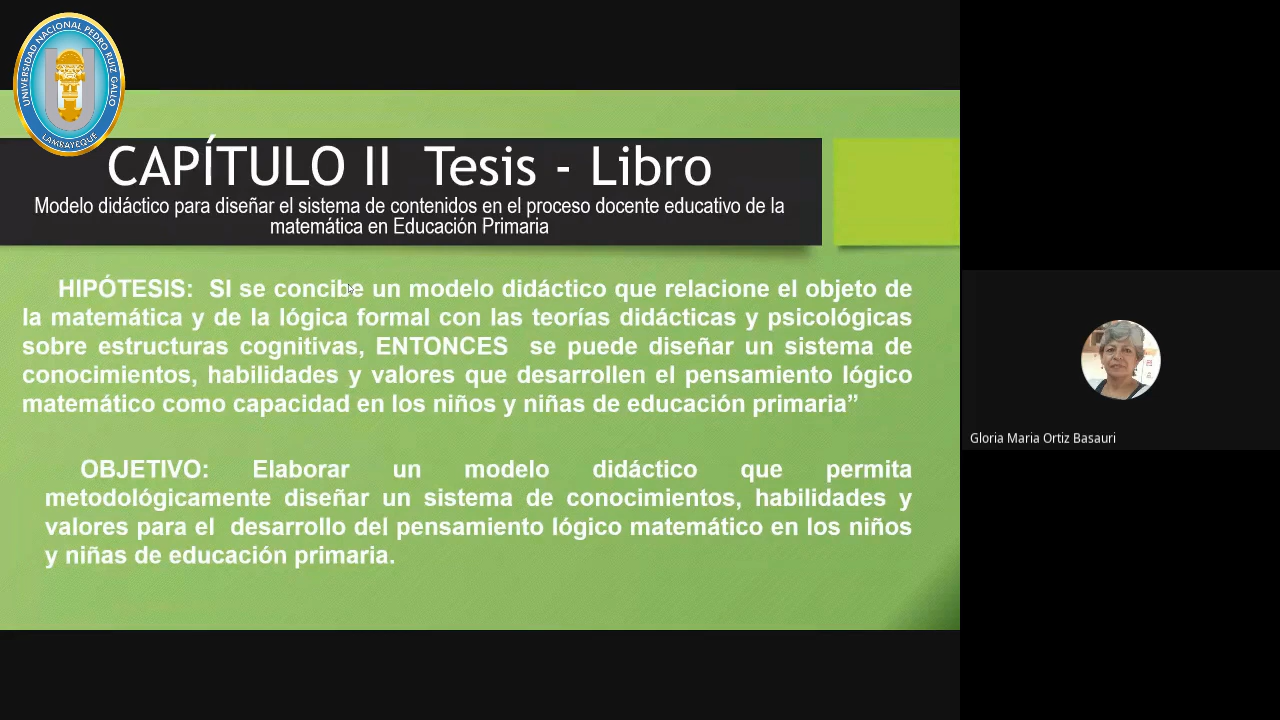 UNIVERSIDAD NACIONAL PEDRO RUIZ GALLO
LAMBAYEQUE
CAPÍTULO II Tesis - Libro
Modelo didáctico para diseñar el sistema de contenidos en el proceso docente educativo de la
matemática en Educación Primaria
HIPÓTESIS: SI se concibe un modelo didáctico que relacione el objeto de
la matemática y de la lógica formal con las teorías didácticas y psicológicas
sobre estructuras cognitivas, ENTONCES se puede diseñar un sistema de
conocimientos, habilidades y valores que desarrollen el pensamiento lógico
matemático como capacidad en los niños y niñas de educación primaria”
OBJETIVO: Elaborar un modelo didáctico que permita
metodológicamente diseñar un sistema de conocimientos, habilidades y
valores para el desarrollo del pensamiento lógico matemático en los niños
y niñas de educación primaria.
Gloria Maria Ortiz Basauri